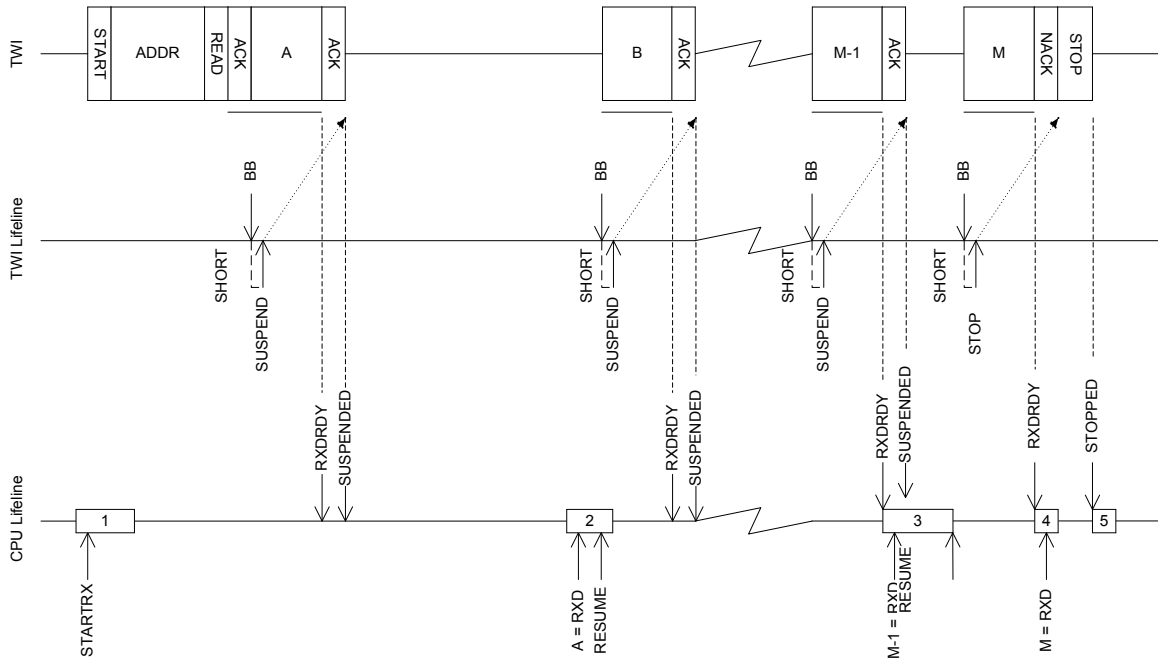 TWI
START
ADDR
READ
ACK
A
ACK
B
ACK
M-1
ACK
M
NACK
STOP
TWI Lifeline
BB
SHORT
SUSPEND
BB
SHORT
SUSPEND
BB
SHORT
SUSPEND
BB
SHORT
STOP
CPU Lifeline
RXDRDY
SUSPENDED
RXDRDY
SUSPENDED
RXDRDY
SUSPENDED
RXDRDY
STOPPED
1
2
3
4
5
STARTRX
A = RXD
RESUME
M-1 = RXD
RESUME
M = RXD